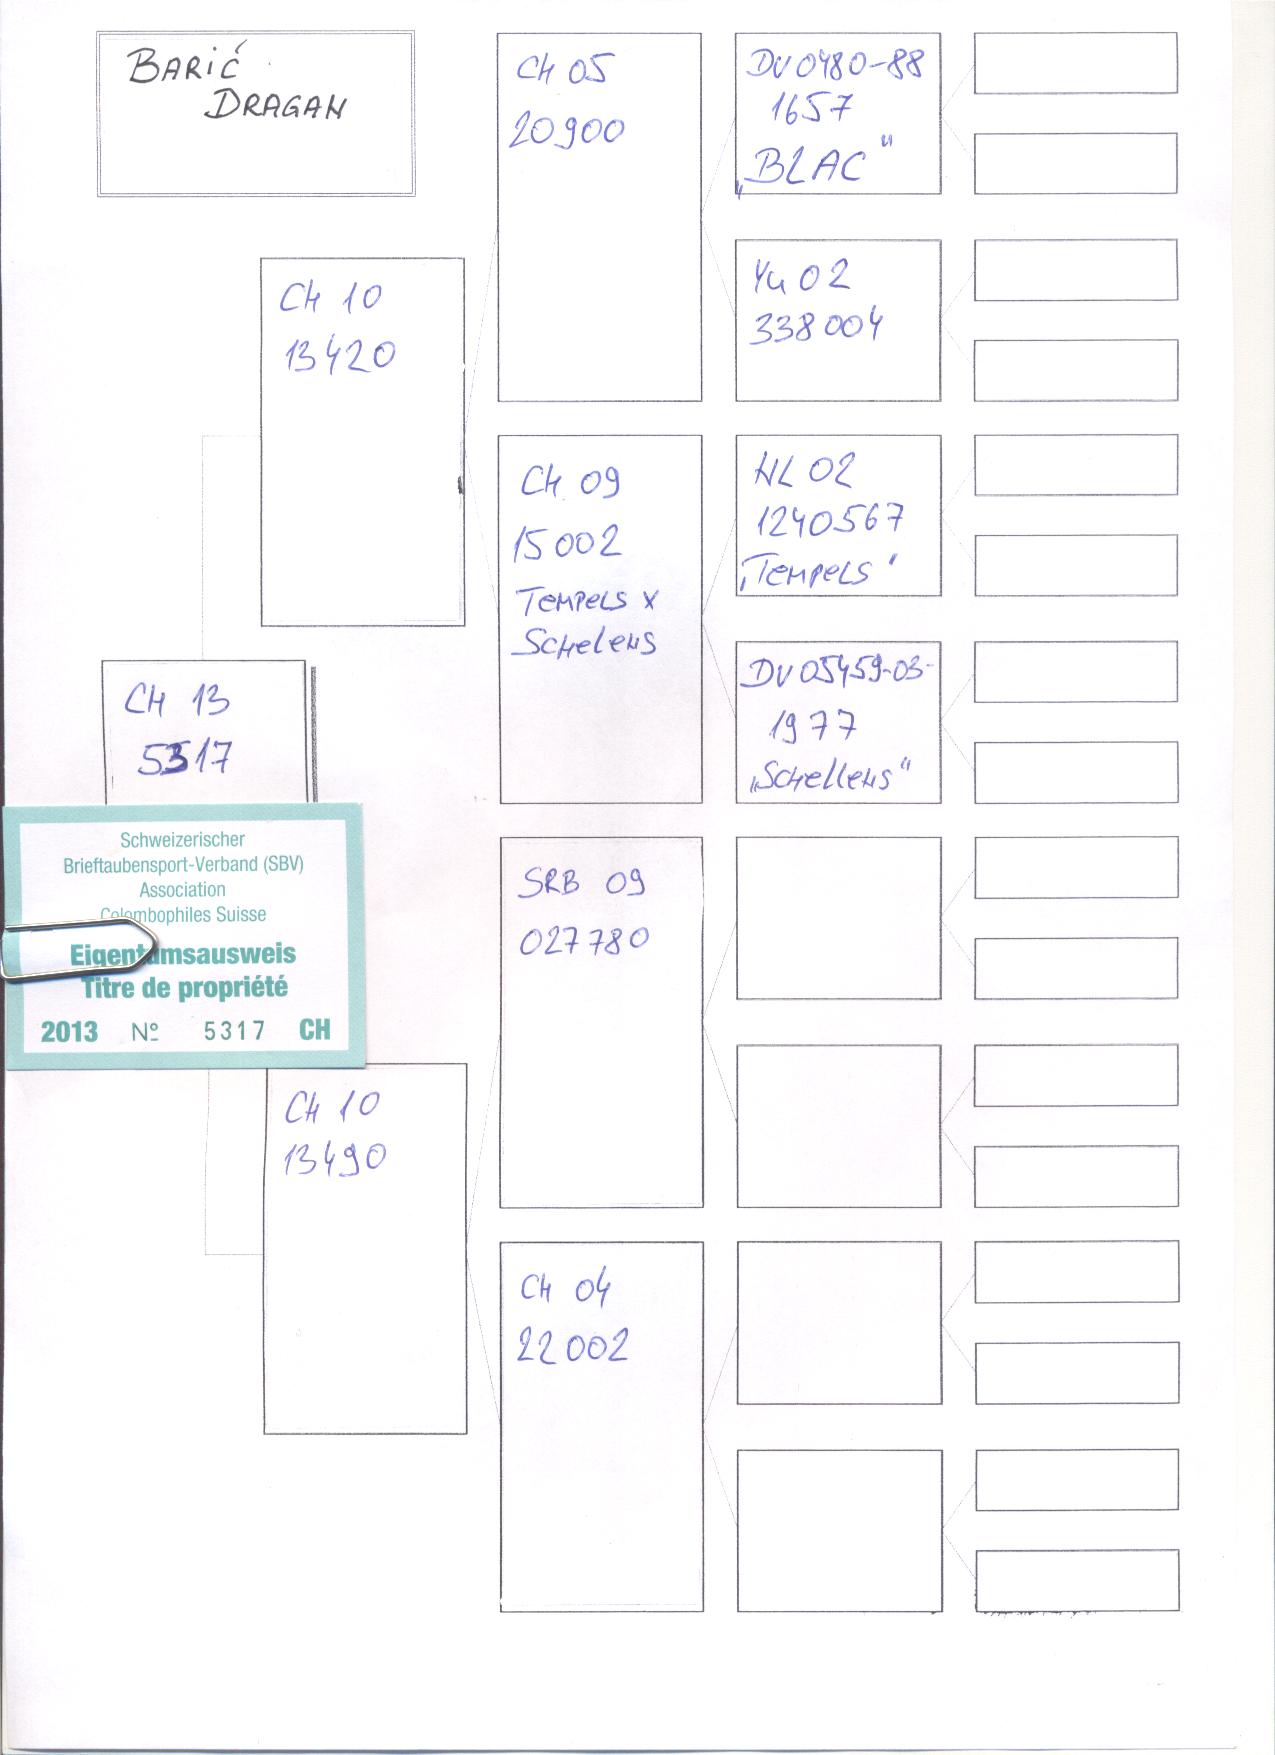 BARIĆ
DRAGAN
CH 05
20900
DV 0480-88
1657
„BLAC“
YU 02
338004
CH 10
13420
CH 09
15002
TEMPELS x
SCHELENS
NL 02
1240567
„TEMPELS“
DV 05459-03-
1977
„SCHELLENS“
CH 13
5317
Schweizerischer
Brieftaubensport-Verband (SBV)
Association
Colombophiles Suisse
Eigentumsausweis
Titre de propriété
2013 Nº 5317 CH
SRB 09
027780
CH 10
13490
CH 04
22002